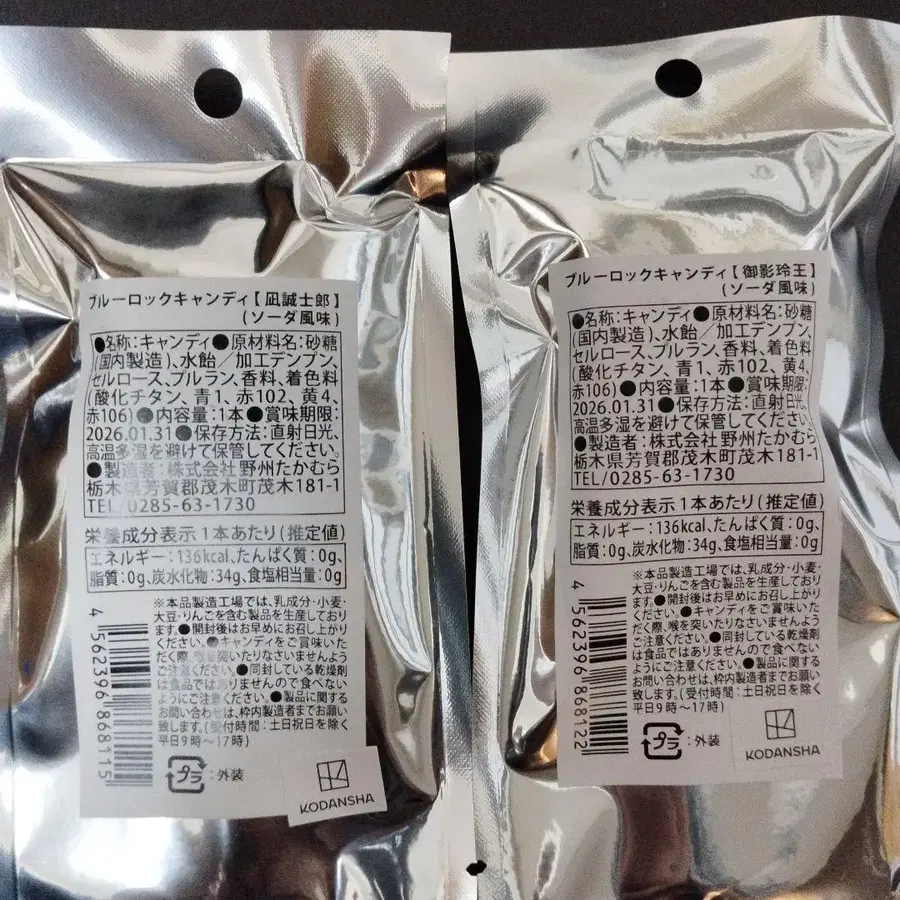 ブルーロックキャンディ【凪誠士郎】
(ソーダ風味)
●名称:キャンディ●原材料名:砂糖
(国内製造)、水飴／加工デンプン、
セルロース、プルラン、香料、着色料
(酸化チタン、青1、赤102、黄4、
赤106)●内容量:1本●賞味期限:
2026.01.31●保存方法:直射日光、
高温多湿を避けて保管してください。
●製造者:株式会社野州たかむら
栃木県芳賀郡茂木町茂木181-1
TEL/0285-63-1730
栄養成分表示 1本あたり(推定値)
エネルギー:136kcal、たんぱく質:0g、
脂質:0g、炭水化物:34g、食塩相当量:0g
※本品製造工場では、乳成分・小麦・
大豆・りんごを含む製品を生産しており
ます。●開封後はお早めにお召し上がり
ください。●キャンディをご賞味いた
だく際、喉を突いたりなさいませんよう
ご注意ください。●同封している乾燥剤
は食品ではありませんので食べない
ようにご注意ください。●製品に関する
お問い合わせは、枠内製造者までお願い
致します。(受付時間:土日祝日を除く
平日9時〜17時)
4 562396 868115
プラ:外装
KODANSHA
ブルーロックキャンディ【御影玲王】
(ソーダ風味)
●名称:キャンディ●原材料名:砂糖
(国内製造)、水飴／加工デンプン、
セルロース、プルラン、香料、着色料
(酸化チタン、青1、赤102、黄4、
赤106)●内容量:1本●賞味期限:
2026.01.31●保存方法:直射日光、
高温多湿を避けて保管してください。
●製造者:株式会社野州たかむら
栃木県芳賀郡茂木町茂木181-1
TEL/0285-63-1730
栄養成分表示 1本あたり(推定値)
エネルギー:136kcal、たんぱく質:0g、
脂質:0g、炭水化物:34g、食塩相当量:0g
※本品製造工場では、乳成分・小麦・
大豆・りんごを含む製品を生産しており
ます。●開封後はお早めにお召し上がり
ください。●キャンディをご賞味いた
だく際、喉を突いたりなさいませんよう
ご注意ください。●同封している乾燥剤
は食品ではありませんので食べない
ようにご注意ください。●製品に関する
お問い合わせは、枠内製造者までお願い
致します。(受付時間:土日祝日を除く
平日9時〜17時)
4 562396 868122
プラ:外装
KODANSHA